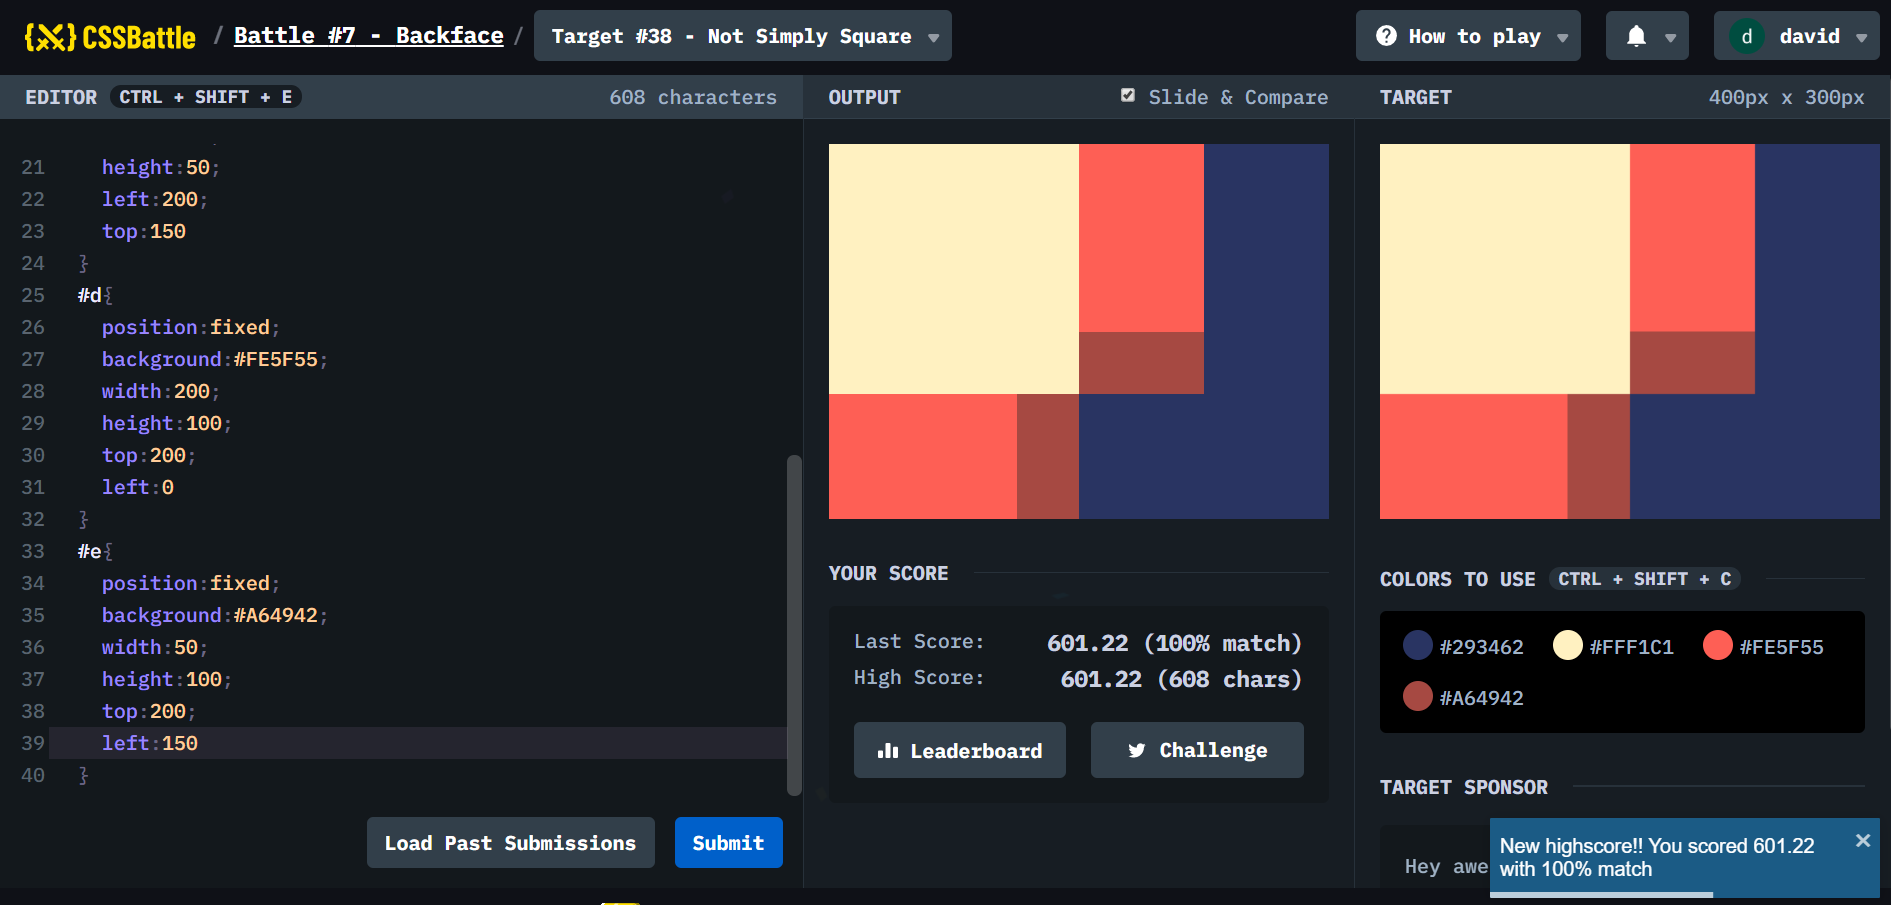 {X} CSSBattle / Battle #7 - Backface / Target #38 - Not Simply Square
How to play
d david
EDITOR CTRL + SHIFT + E 608 characters
21 height:50;
22 left:200;
23 top:150
24 }
25 #d{
26 position:fixed;
27 background:#FE5F55;
28 width:200;
29 height:100;
30 top:200;
31 left:0
32 }
33 #e{
34 position:fixed;
35 background:#A64942;
36 width:50;
37 height:100;
38 top:200;
39 left:150
40 }
Load Past Submissions
Submit
OUTPUT Slide & Compare
YOUR SCORE
Last Score: 601.22 (100% match)
High Score: 601.22 (608 chars)
Leaderboard
Challenge
TARGET 400px x 300px
COLORS TO USE CTRL + SHIFT + C
#293462 #FFF1C1 #FE5F55
#A64942
TARGET SPONSOR
Hey awe
New highscore!! You scored 601.22
with 100% match